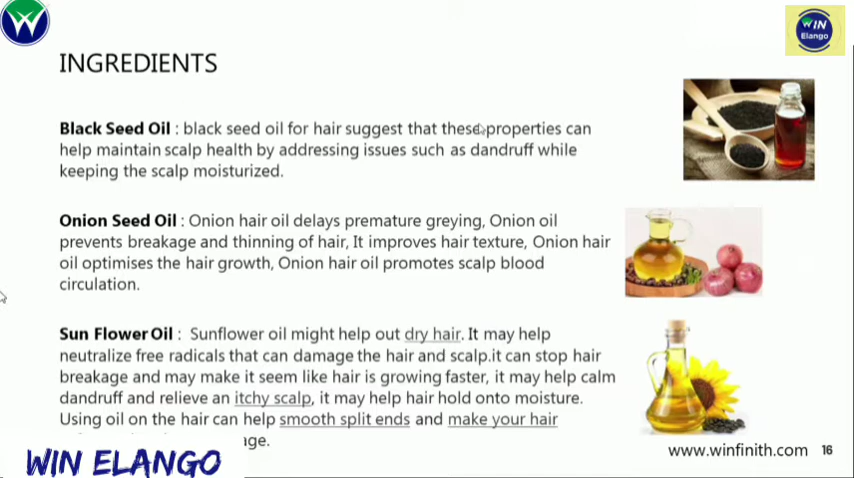 WIN
Elango
INGREDIENTS
Black Seed Oil : black seed oil for hair suggest that these properties can
help maintain scalp health by addressing issues such as dandruff while
keeping the scalp moisturized.
Onion Seed Oil : Onion hair oil delays premature greying, Onion oil
prevents breakage and thinning of hair, It improves hair texture, Onion hair
oil optimises the hair growth, Onion hair oil promotes scalp blood
circulation.
Sun Flower Oil : Sunflower oil might help out dry hair. It may help
neutralize free radicals that can damage the hair and scalp.it can stop hair
breakage and may make it seem like hair is growing faster, it may help calm
dandruff and relieve an itchy scalp, it may help hair hold onto moisture.
Using oil on the hair can help smooth split ends and make your hair
WIN ELANGO
www.winfinith.com 16